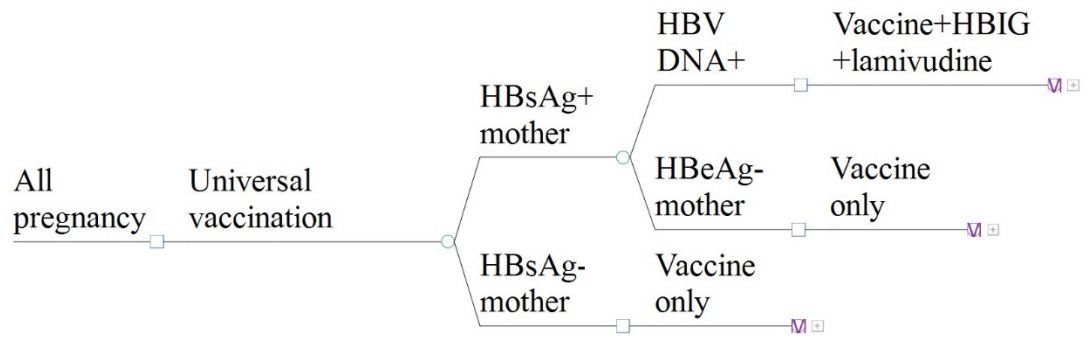 HBV
DNA+
Vaccine+HBIG
+lamivudine
HBsAg+
mother
HBeAg-
mother
Vaccine
only
All
pregnancy
Universal
vaccination
HBsAg-
mother
Vaccine
only
M
M
M